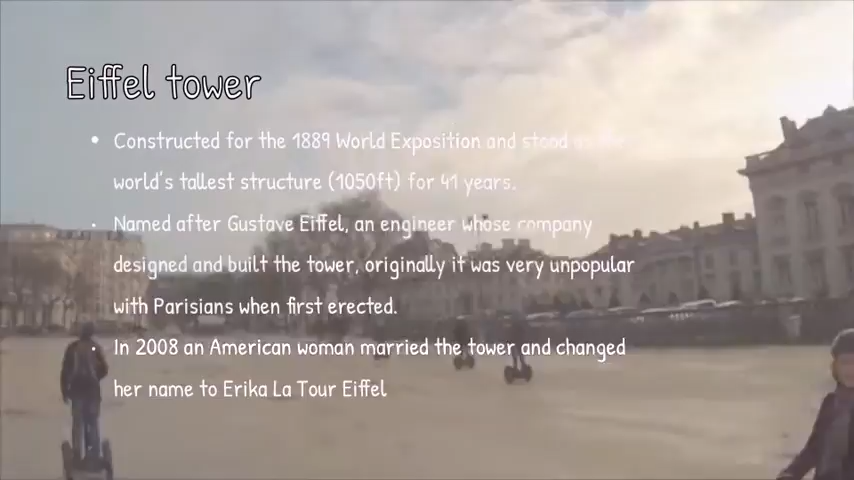 Eiffel tower
• Constructed for the 1889 World Exposition and stood as the
world's tallest structure (1050ft) for 41 years.
• Named after Gustave Eiffel, an engineer whose company
designed and built the tower, originally it was very unpopular
with Parisians when first erected.
• In 2008 an American woman married the tower and changed
her name to Erika La Tour Eiffel